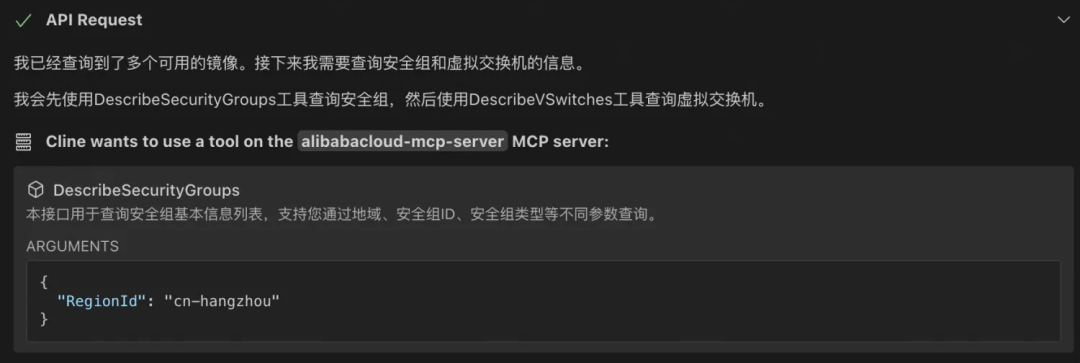 API Request
我已经查询到了多个可用的镜像。接下来我需要查询安全组和虚拟交换机的信息。
我会先使用DescribeSecurityGroups工具查询安全组，然后使用DescribeVSwitches工具查询虚拟交换机。
Cline wants to use a tool on the alibabacloud-mcp-server MCP server:
DescribeSecurityGroups
本接口用于查询安全组基本信息列表，支持您通过地域、安全组ID、安全组类型等不同参数查询。
ARGUMENTS
{
"RegionId": "cn-hangzhou"
}